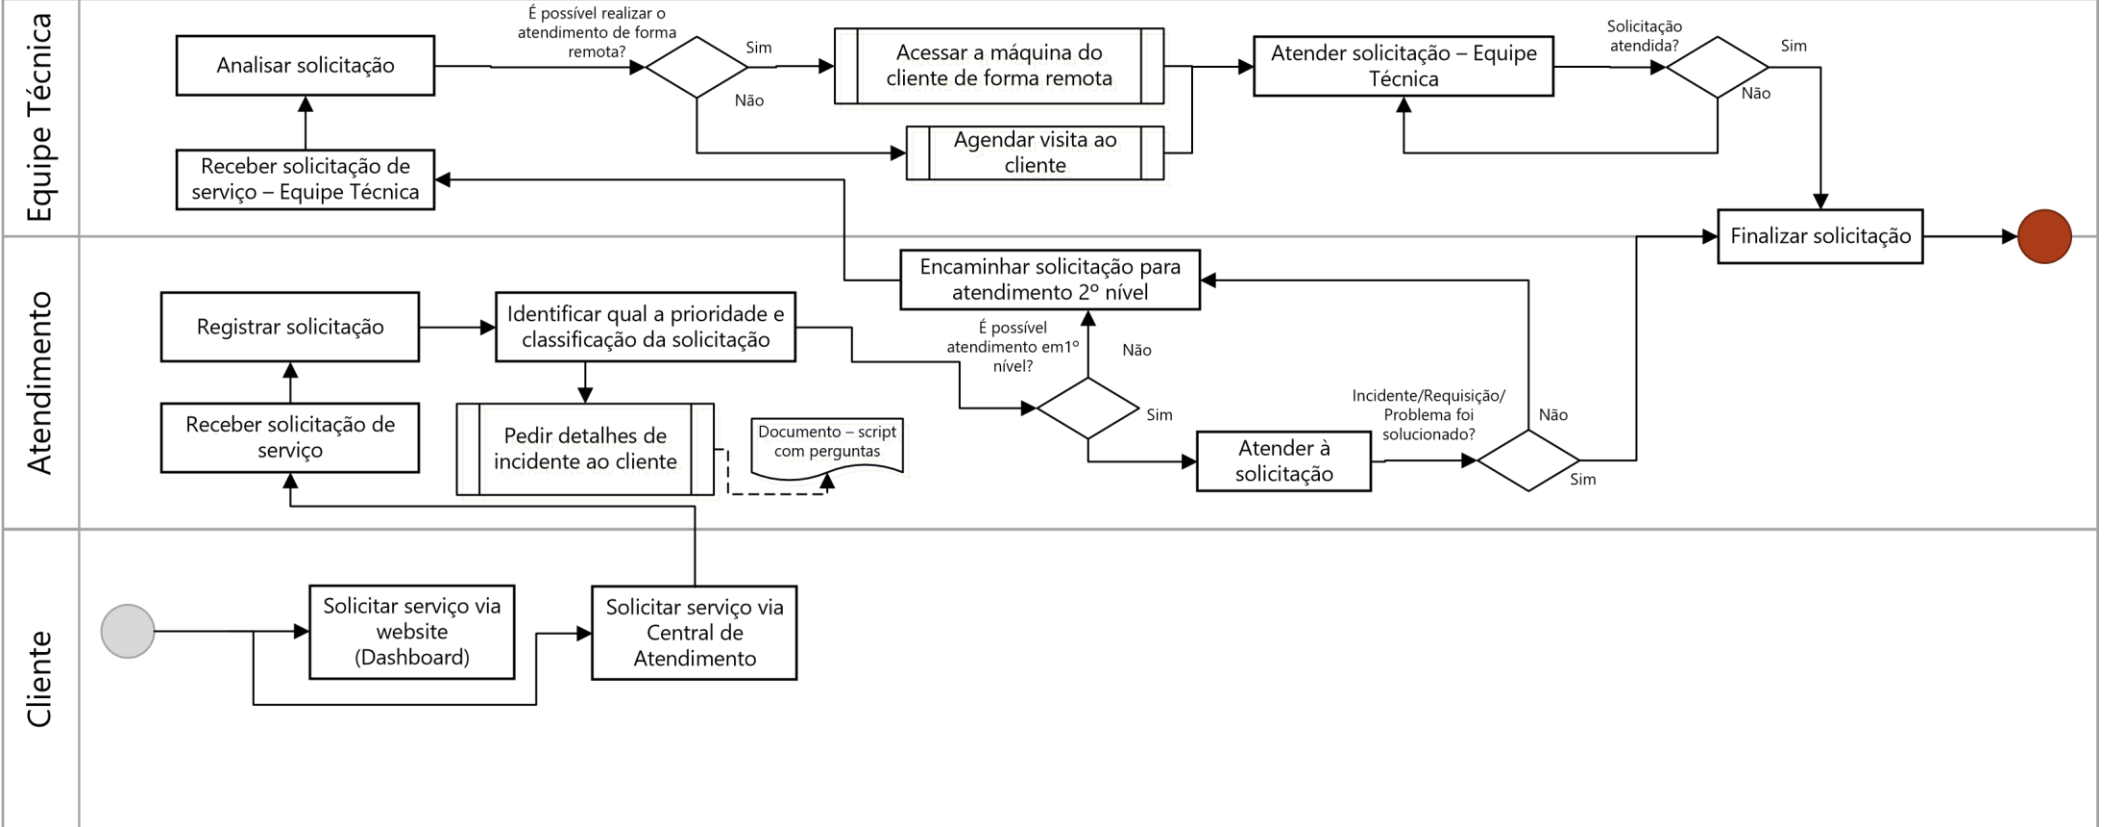 Equipe Técnica
É possível realizar o
atendimento de forma
remota?
Analisar solicitação
Sim
Não
Acessar a máquina do
cliente de forma remota
Agendar visita ao
cliente
Atender solicitação – Equipe
Técnica
Solicitação
atendida?
Sim
Não
Receber solicitação de
serviço – Equipe Técnica
Finalizar solicitação
Atendimento
Encaminhar solicitação para
atendimento 2º nível
Registrar solicitação
Identificar qual a prioridade e
classificação da solicitação
É possível
atendimento em1º
nível?
Não
Sim
Receber solicitação de
serviço
Pedir detalhes de
incidente ao cliente
Documento – script
com perguntas
Atender à
solicitação
Incidente/Requisição/
Problema foi
solucionado?
Não
Sim
Cliente
Solicitar serviço via
website
(Dashboard)
Solicitar serviço via
Central de
Atendimento